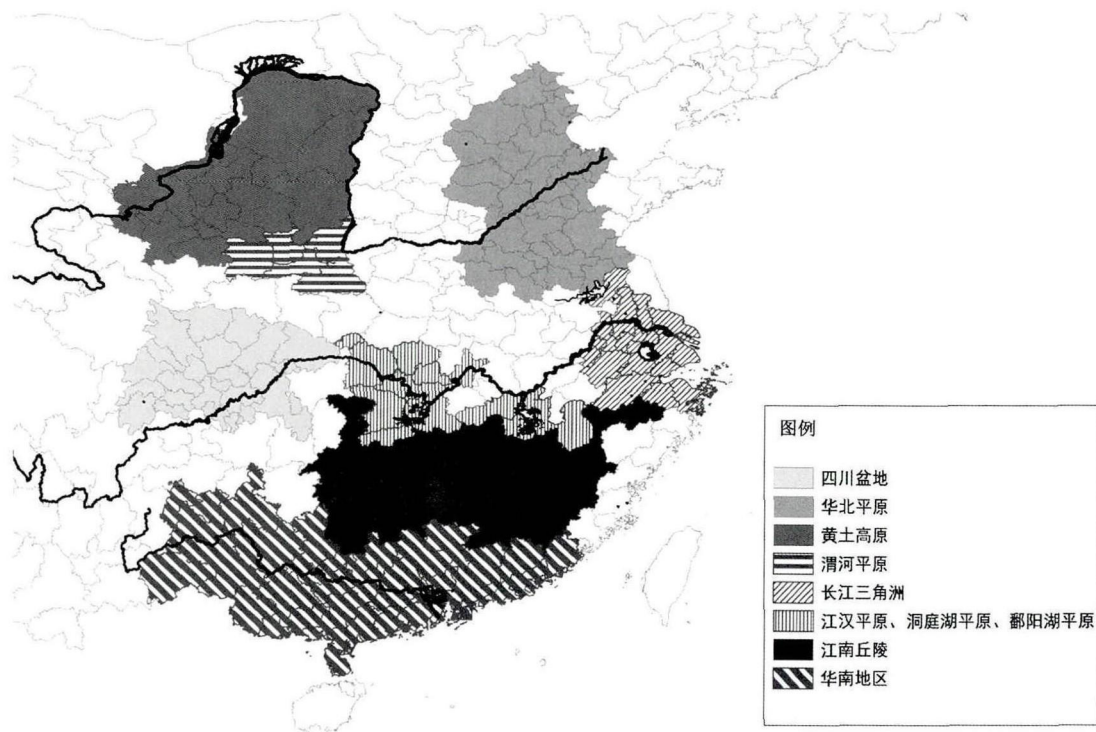 图例
四川盆地
华北平原
黄土高原
渭河平原
长江三角洲
江汉平原、洞庭湖平原、鄱阳湖平原
江南丘陵
华南地区